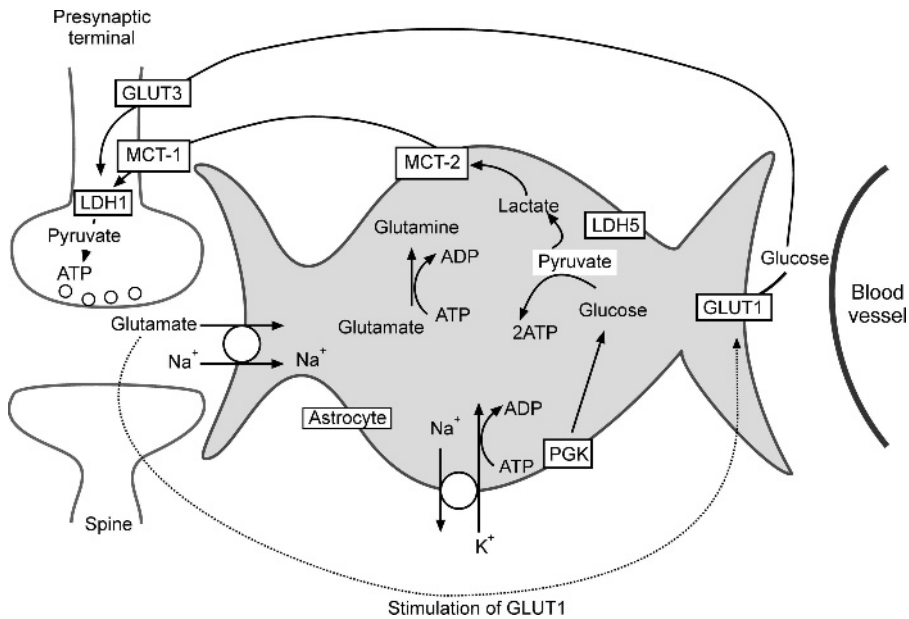 Presynaptic
terminal
GLUT3
MCT-1
MCT-2
LDH1
Lactate
LDH5
Pyruvate
Glutamine
ADP
Pyruvate
Glucose
ATP
GLUT1
Blood
vessel
Glutamate
Glutamate
ATP
2ATP
Glucose
Na+
Na+
Astrocyte
Na+
ADP
ATP
PGK
Spine
K+
Stimulation of GLUT1